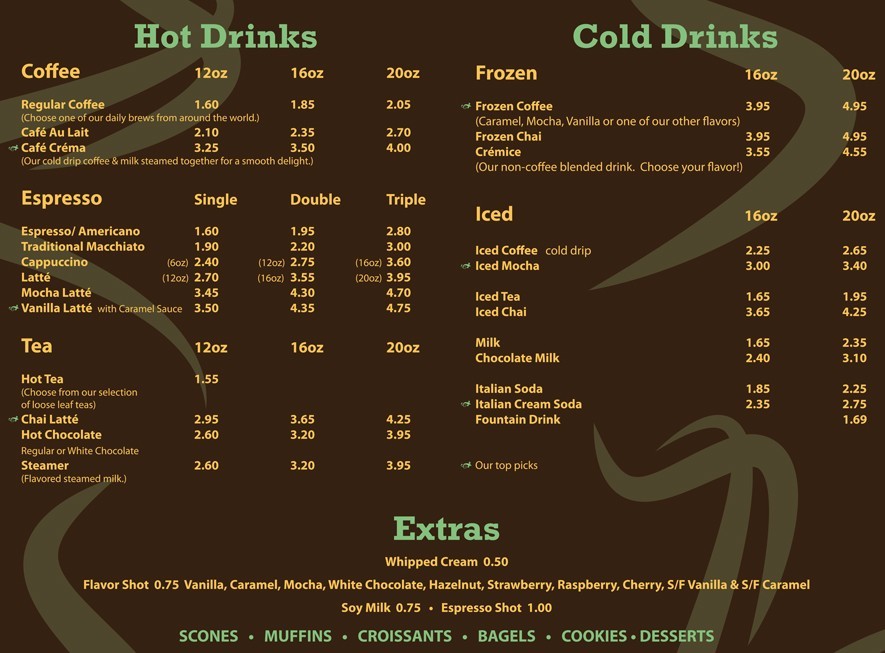 Hot Drinks
Coffee 12oz 16oz 20oz
Regular Coffee 1.60 1.85 2.05
(Choose one of our daily brews from around the world.)
Café Au Lait 2.10 2.35 2.70
Café Créma 3.25 3.50 4.00
(Our cold drip coffee & milk steamed together for a smooth delight.)
Espresso Single Double Triple
Espresso/ Americano 1.60 1.95 2.80
Traditional Macchiato 1.90 2.20 3.00
Cappuccino (6oz) 2.40 (12oz) 2.75 (16oz) 3.60
Latté (12oz) 2.70 (16oz) 3.55 (20oz) 3.95
Mocha Latté 3.45 4.30 4.70
Vanilla Latté with Caramel Sauce 3.50 4.35 4.75
Tea 12oz 16oz 20oz
Hot Tea 1.55
(Choose from our selection
of loose leaf teas)
Chai Latté 2.95 3.65 4.25
Hot Chocolate 2.60 3.20 3.95
Regular or White Chocolate
Steamer 2.60 3.20 3.95
(Flavored steamed milk.)
Cold Drinks
Frozen 16oz 20oz
Frozen Coffee 3.95 4.95
(Caramel, Mocha, Vanilla or one of our other flavors)
Frozen Chai 3.95 4.95
Crémice 3.55 4.55
(Our non-coffee blended drink. Choose your flavor!)
Iced 16oz 20oz
Iced Coffee cold drip 2.25 2.65
Iced Mocha 3.00 3.40
Iced Tea 1.65 1.95
Iced Chai 3.65 4.25
Milk 1.65 2.35
Chocolate Milk 2.40 3.10
Italian Soda 1.85 2.25
Italian Cream Soda 2.35 2.75
Fountain Drink 1.69
Our top picks
Extras
Whipped Cream 0.50
Flavor Shot 0.75 Vanilla, Caramel, Mocha, White Chocolate, Hazelnut, Strawberry, Raspberry, Cherry, S/F Vanilla & S/F Caramel
Soy Milk 0.75 • Espresso Shot 1.00
SCONES • MUFFINS • CROISSANTS • BAGELS • COOKIES • DESSERTS